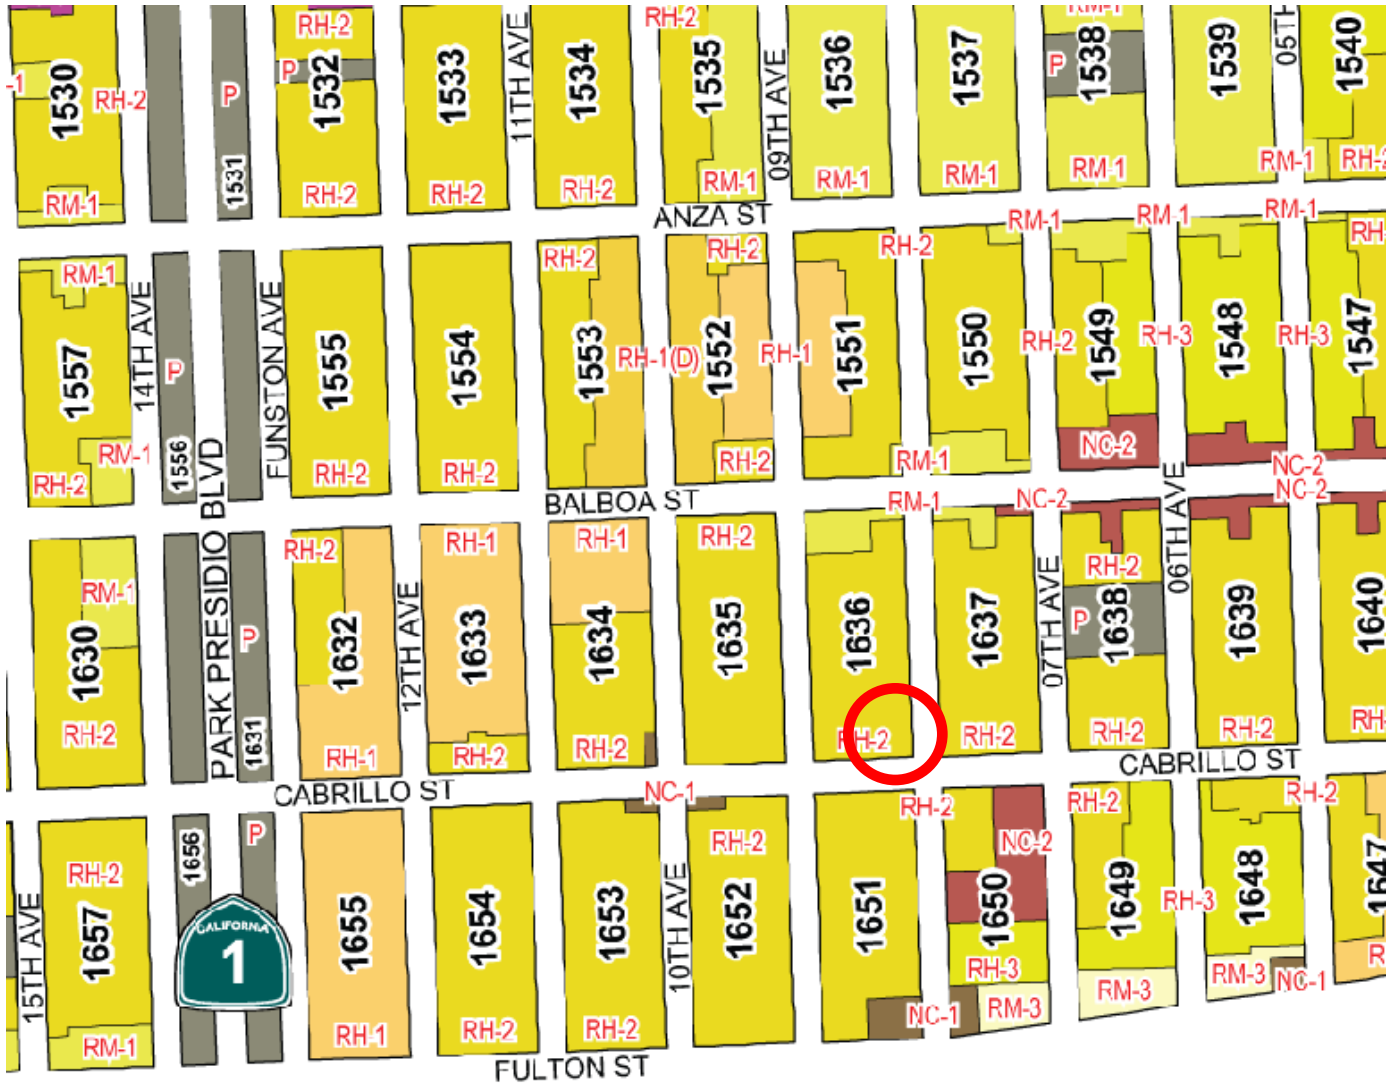 RH-2
RH-2
RM-1
-1
1530
RH-2
P
1531
P
1532
1533
11TH AVE
1534
1535
09TH AVE
1536
1537
P
1538
1539
05TH
1540
RM-1
RH-2
RH-2
RH-2
RM-1
RM-1
RM-1
RM-1
RM-1
RH-2
ANZA ST
RM-1
RM-1
RM-1
RM-1
RH-2
RH-2
RH-2
RH-
1557
14TH AVE
P
1556
FUNSTON AVE
1555
1554
1553
RH-1(D)
1552
RH-1
1551
1550
RH-2
1549
RH-3
1548
RH-3
1547
RH-2
RM-1
RH-2
RH-2
RH-2
RM-1
NC-2
NC-2
BALBOA ST
RM-1
NC-2
NC-2
PARK PRESIDIO BLVD
RH-2
RH-1
RH-1
RH-2
RH-2
06TH AVE
RM-1
1630
P
1631
1632
12TH AVE
1633
1634
1635
1636
1637
07TH AVE
P
1638
1639
1640
RH-2
RH-1
RH-2
RH-2
RH-2
RH-2
RH-2
RH-2
RH-
CABRILLO ST
CABRILLO ST
NC-1
RH-2
RH-2
RH-2
RH-2
1656
P
RH-2
NC-2
15TH AVE
1657
CALIFORNIA
1
1655
1654
1653
10TH AVE
1652
1651
1650
1649
RH-3
1648
1647
RH-3
RM-3
RM-3
NC-1
R
RM-1
RH-1
RH-2
RH-2
NC-1
RM-3
FULTON ST